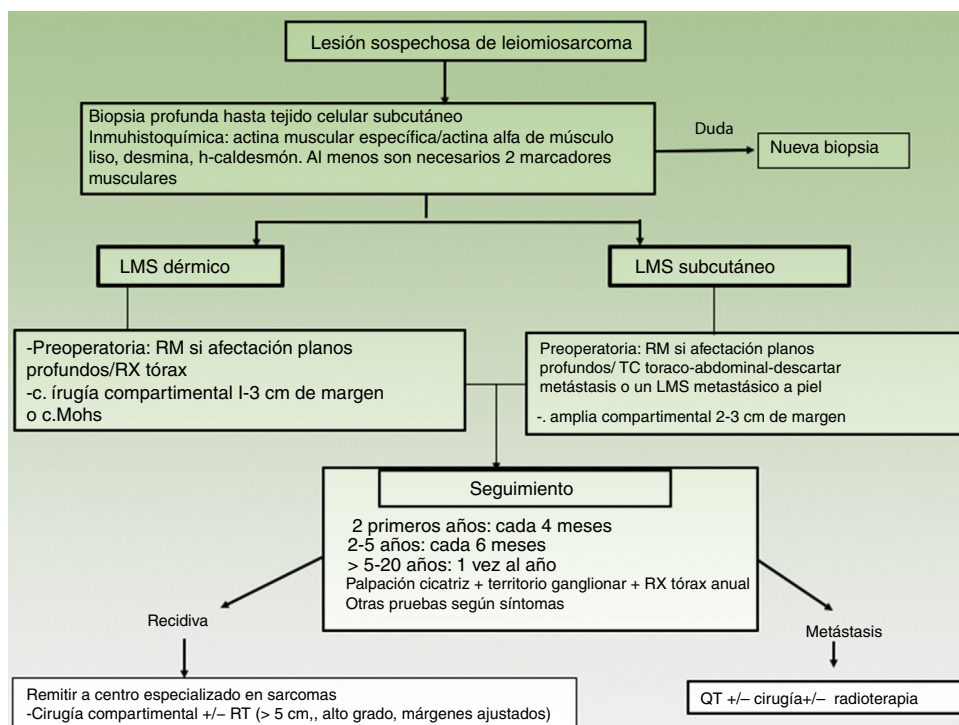 Lesión sospechosa de leiomiosarcoma
Biopsia profunda hasta tejido celular subcutáneo
Inmuhistoquímica: actina muscular específica/actina alfa de músculo
liso, desmina, h-caldesmón. Al menos son necesarios 2 marcadores
musculares
Duda
Nueva biopsia
LMS dérmico
LMS subcutáneo
-Preoperatoria: RM si afectación planos
profundos/RX tórax
-c. írugía compartimental I-3 cm de margen
o c.Mohs
Preoperatoria: RM si afectación planos
profundos/ TC toraco-abdominal-descartar
metástasis o un LMS metastásico a piel
-. amplia compartimental 2-3 cm de margen
Seguimiento
2 primeros años: cada 4 meses
2-5 años: cada 6 meses
> 5-20 años: 1 vez al año
Palpación cicatriz + territorio ganglionar + RX tórax anual
Otras pruebas según síntomas
Recidiva
Metástasis
Remitir a centro especializado en sarcomas
-Cirugía compartimental +/– RT (> 5 cm,, alto grado, márgenes ajustados)
QT +/– cirugía+/– radioterapia